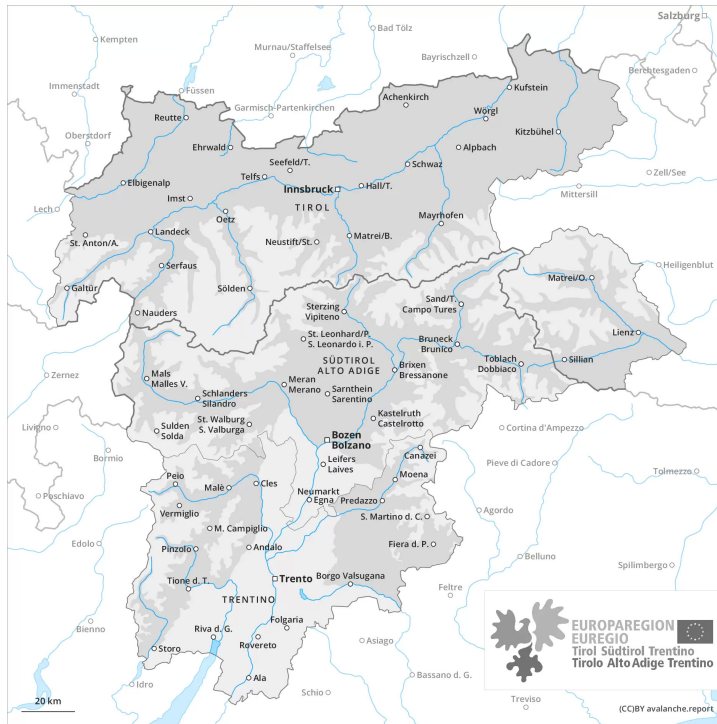 Salzburg
Kempten
Bad Tölz
Murnau/Staffelsee
Bayrischzell
Berchtesgaden
Immenstadt
Füssen
Garmisch-Partenkirchen
Achenkirch
Kufstein
Reutte
Wörgl
Oberstdorf
Kitzbühel
Ehrwald
Alpbach
Seefeld/T.
Schwaz
Telfs
Zell/See
Elbigenalp
Innsbruck
Hall/T.
Mittersill
Imst
TIROL
Lech
Oetz
Mayrhofen
Landeck
Matrei/B.
St. Anton/A.
Neustift/St.
Serfaus
Heiligenblut
Matrei/O.
Galtür
Sölden
Sand/T.
Campo Tures
Nauders
Sterzing
Vipiteno
Lienz
St. Leonhard/P.
S. Leonardo i. P.
Bruneck
Brunico
SÜDTIROL
ALTO ADIGE
Toblach
Dobbiaco
Sillian
Brixen
Bressanone
Zernez
Mals
Malles V.
Meran
Merano
Sarnthein
Sarentino
Schlanders
Silandro
St. Walburg
S. Valburga
Kastelruth
Castelrotto
Livigno
Sulden
Solda
Bozen
Bolzano
Cortina d'Ampezzo
Canazei
Bormio
Leifers
Laives
Pieve di Cadore
Moena
Tolmezzo
Peio
Malè
Cles
Neumarkt
Egna
Predazzo
Poschiavo
Vermiglio
Agordo
S. Martino d. C.
M. Campiglio
Edolo
Pinzolo
Andalo
Fiera d. P.
Belluno
Spilimbergo
Tione d. T.
Trento
Borgo Valsugana
Feltre
TRENTINO
Bienno
Riva d. G.
Folgaria
EUROPAREGION
EUREGIO
Tirol Südtirol Trentino
Tirolo Alto Adige Trentino
Storo
Rovereto
Asiago
Idro
Ala
Bassano d. G.
Schio
Treviso
20 km
(CC)BY avalanche.report